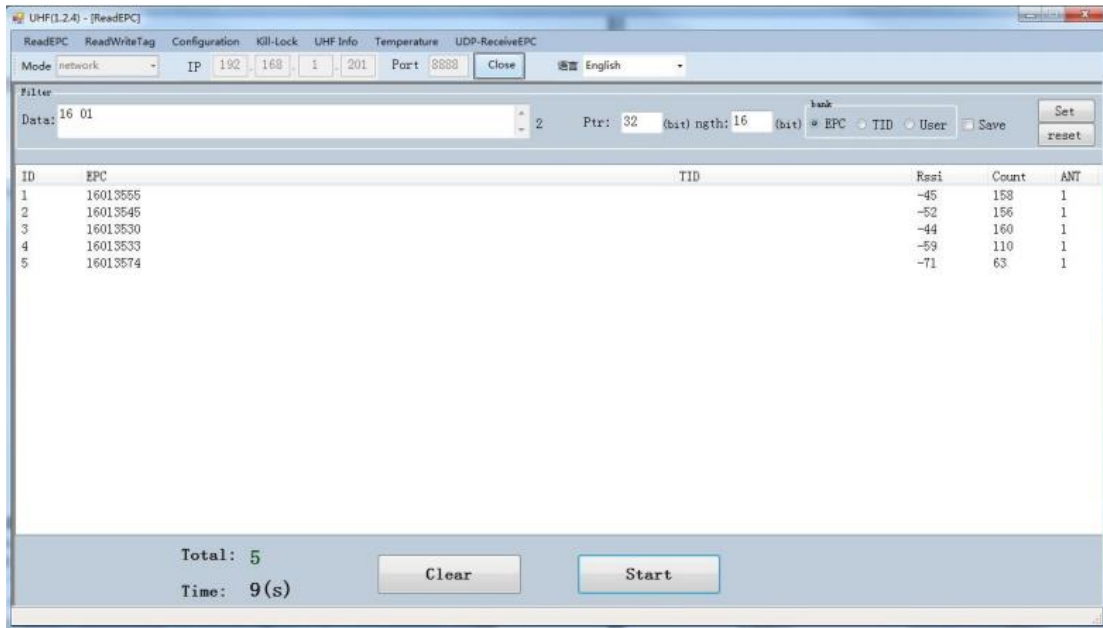 UHF(1.2.4) - [ReadEPC]
ReadEPC ReadWriteTag Configuration Kill-Lock UHF Info Temperature UDP-ReceiveEPC
Mode network IP 192 . 168 . 1 . 201 Port 8888 Close 语言 English
Filter
Data: 16 01 2 Ptr: 32 (bit) ngth: 16 (bit) bank EPC TID User Save Set
reset
ID EPC TID Rssi Count ANT
1 16013555 -45 158 1
2 16013545 -52 156 1
3 16013530 -44 160 1
4 16013533 -59 110 1
5 16013574 -71 63 1
Total: 5
Clear Start
Time: 9(s)